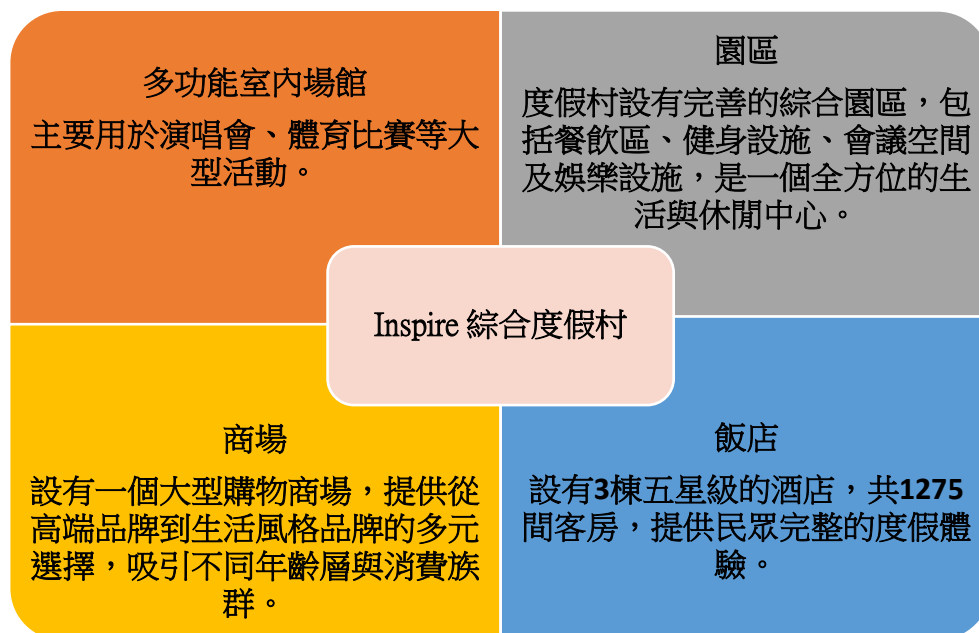 多功能室內場館
主要用於演唱會、體育比賽等大
型活動。
園區
度假村設有完善的綜合園區，包
括餐飲區、健身設施、會議空間
及娛樂設施，是一個全方位的生
活與休閒中心。
Inspire 綜合度假村
商場
設有一個大型購物商場，提供從
高端品牌到生活風格品牌的多元
選擇，吸引不同年齡層與消費族
群。
飯店
設有3棟五星級的酒店，共1275
間客房，提供民眾完整的度假體
驗。